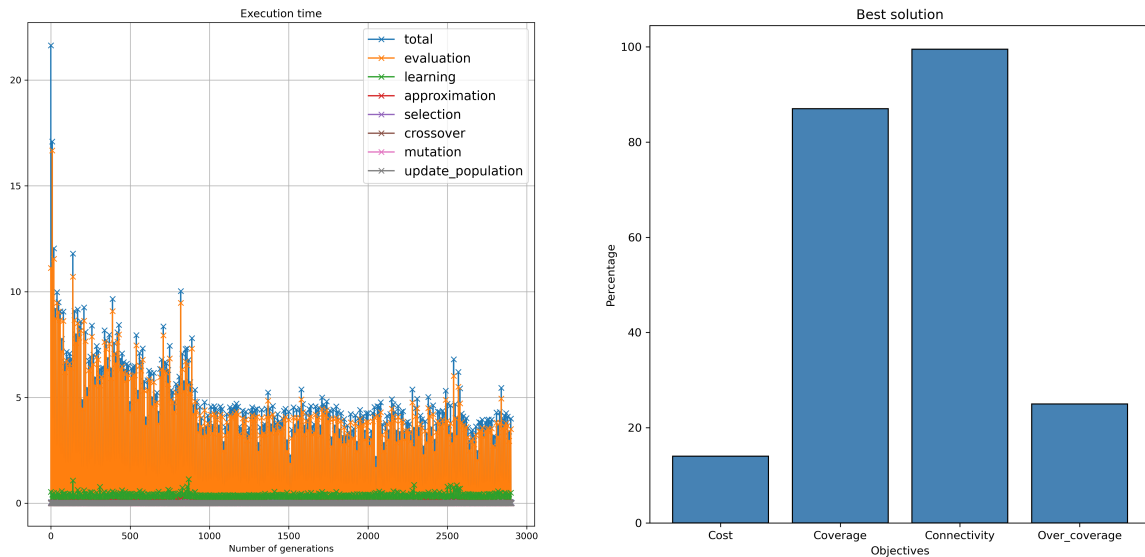 Execution time
total
evaluation
learning
approximation
selection
crossover
mutation
update_population
20
15
10
5
0
0 500 1000 1500 2000 2500 3000
Number of generations
Best solution
Percentage
100
80
60
40
20
0
Cost Coverage Connectivity Over_coverage
Objectives